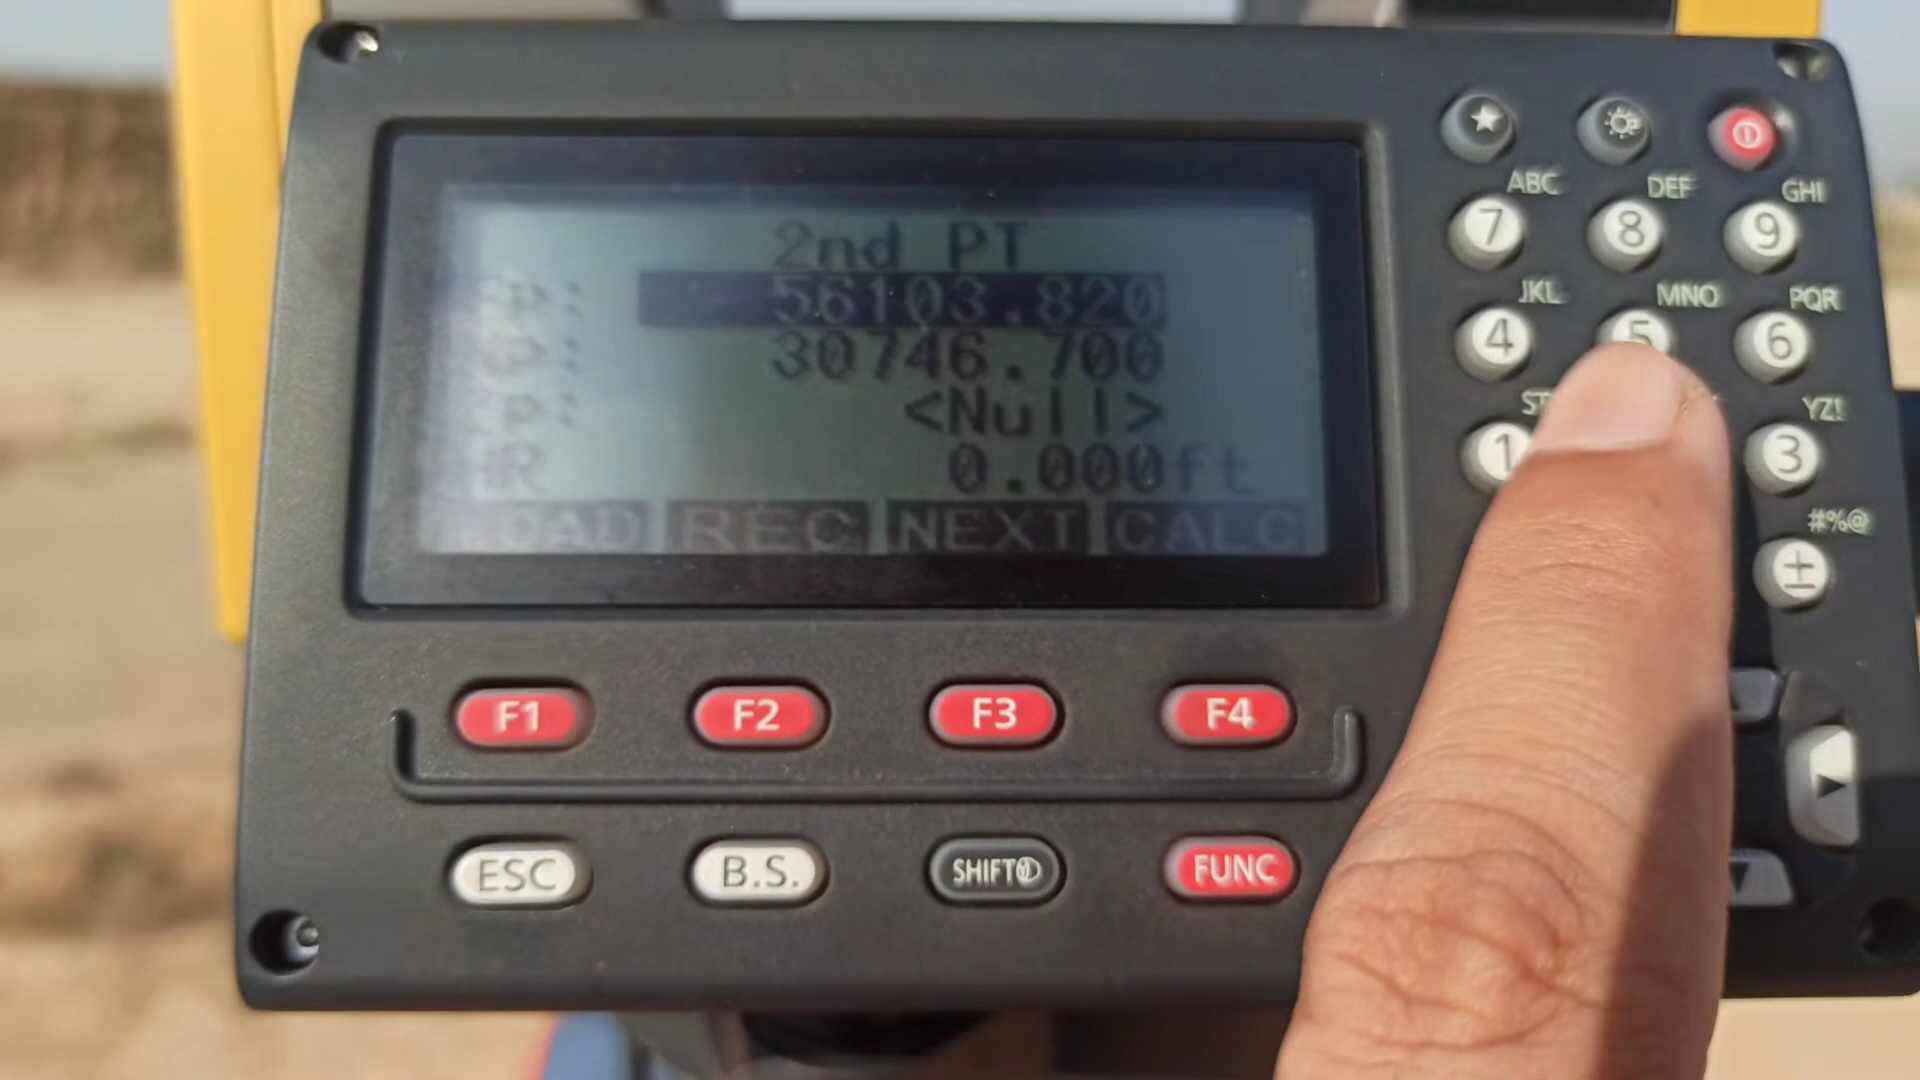 2nd PT
p: 56103.820
p: 30746.700
p: <Null>
HR 0.000ft
LOAD REC NEXT CALC
ABC DEF GHI
7 8 9
JKL MNO PQR
4 5 6
YZ!
1 3
#%@
±
F1 F2 F3 F4
ESC B.S. SHIFT FUNC